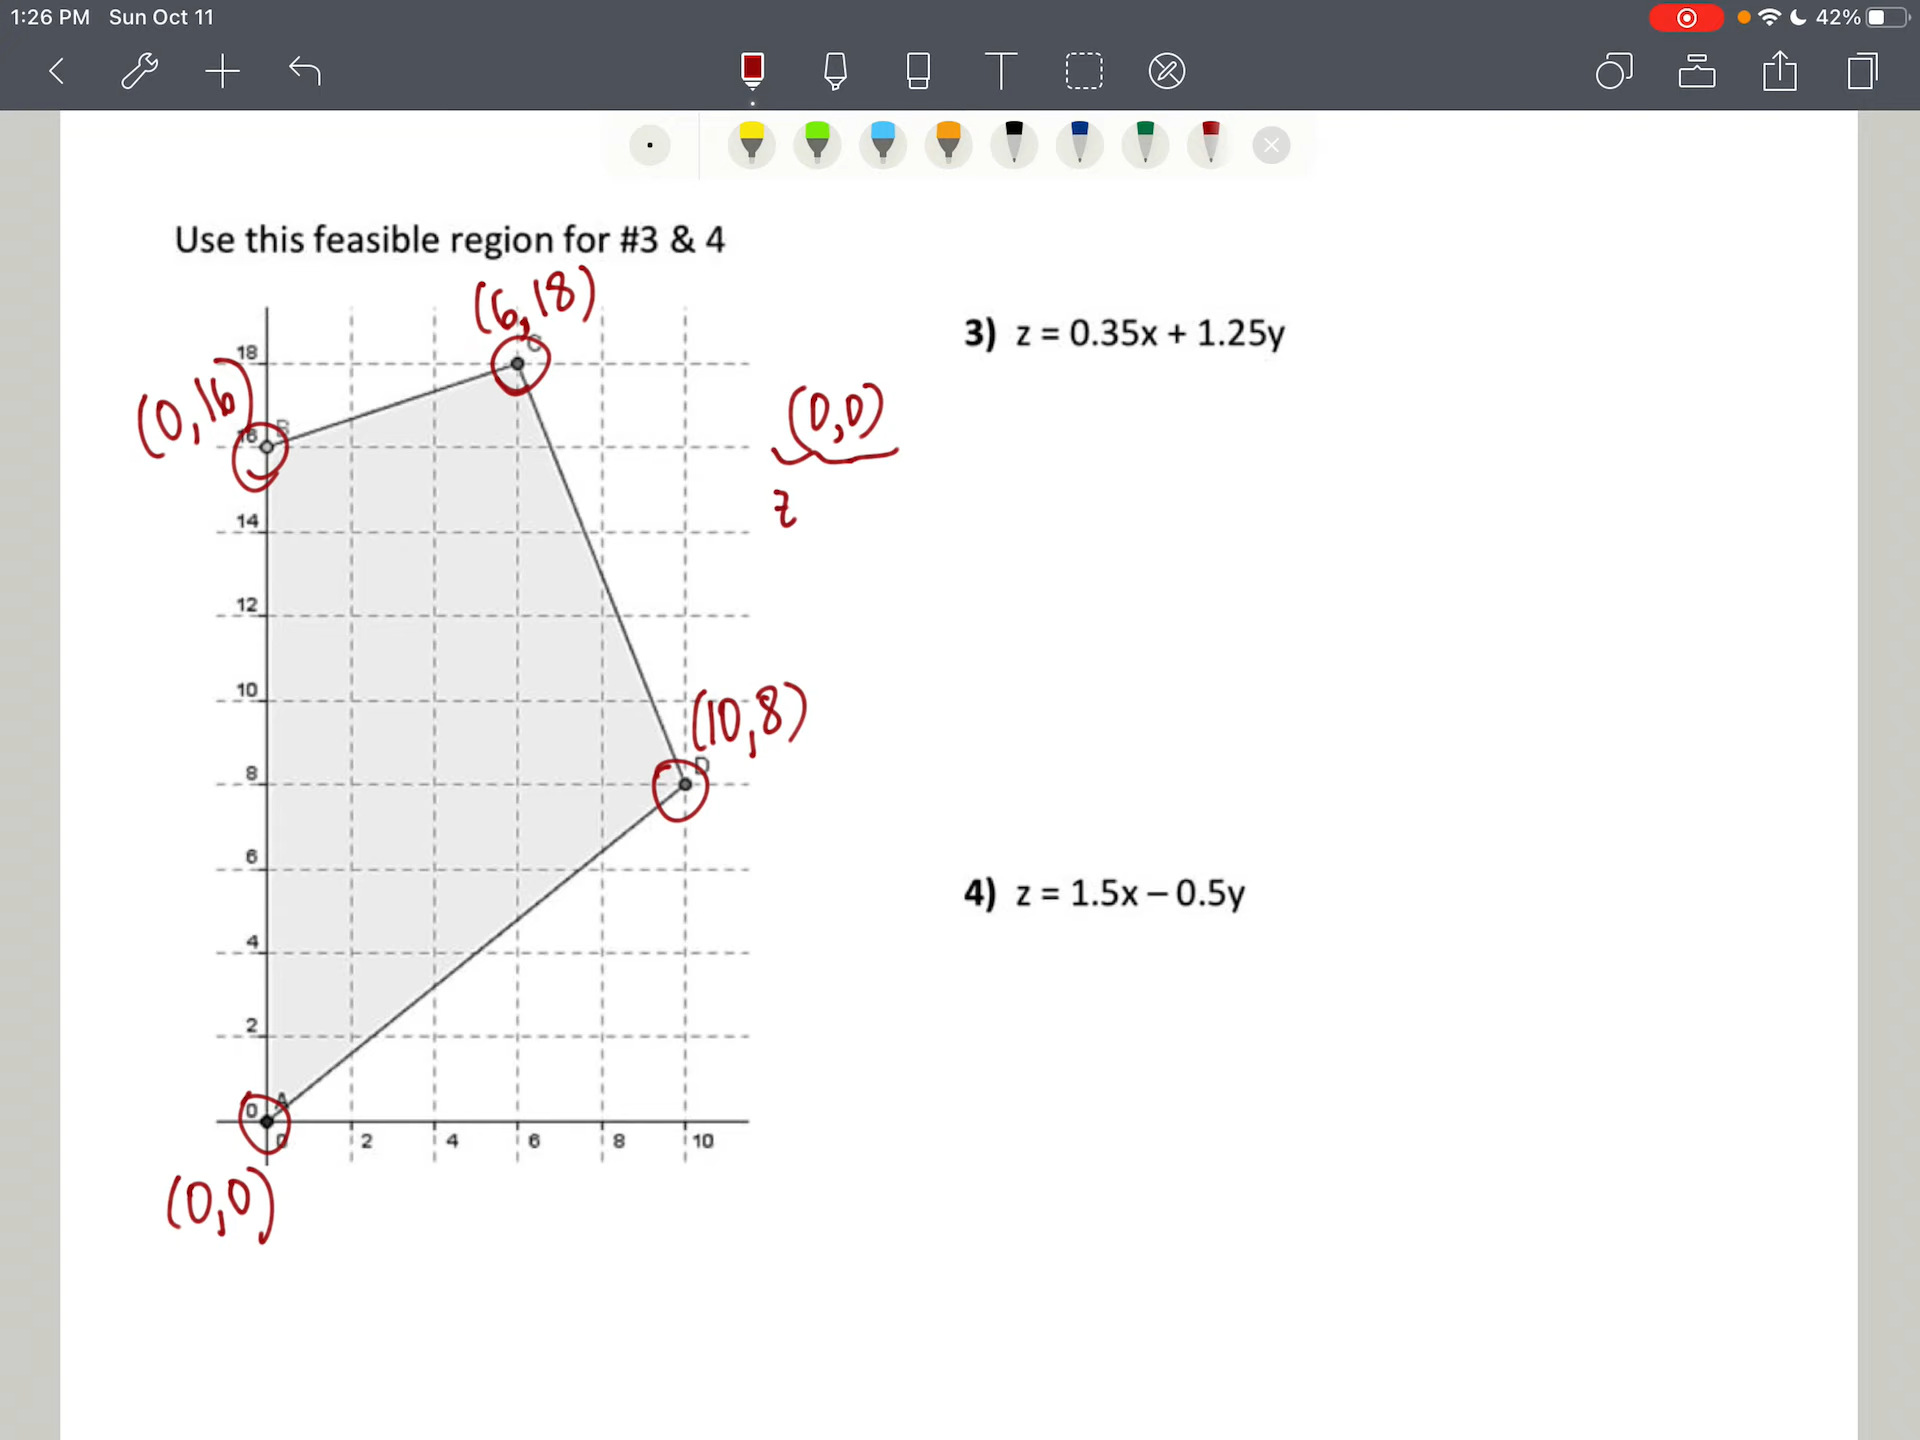 1:26 PM Sun Oct 11
42%
T
Use this feasible region for #3 & 4
(6,18)
C
3) z = 0.35x + 1.25y
18
(0,16)
(0,0)
B
16
z
14
12
10
(10,8)
D
8
4) z = 1.5x – 0.5y
6
4
2
A
0
0 2 4 6 8 10
(0,0)